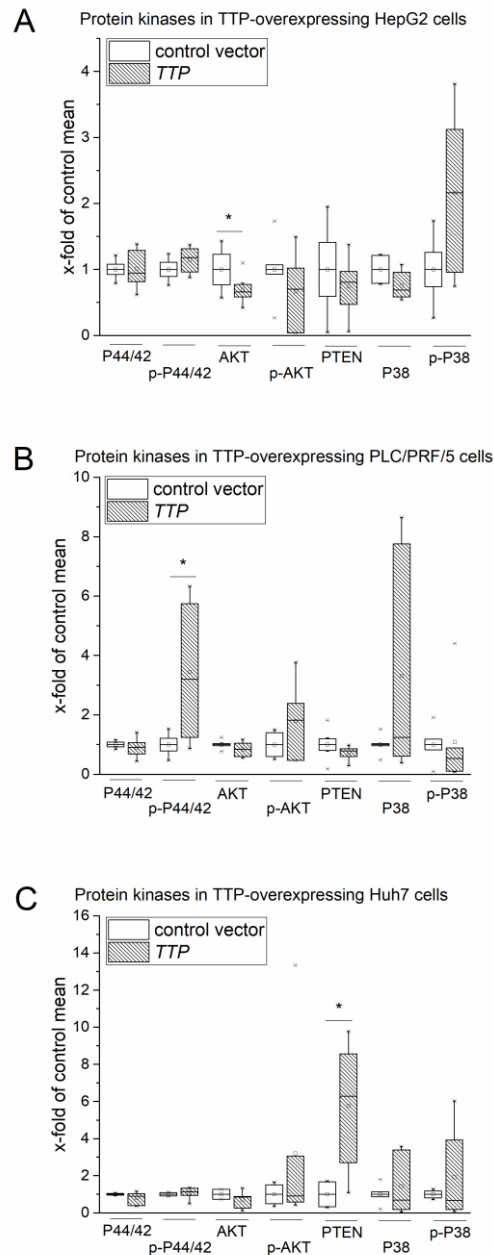 A Protein kinases in TTP-overexpressing HepG2 cells
control vector
TTP
*
x-fold of control mean
4
3
2
1
0
P44/42 AKT PTEN p-P38
p-P44/42 p-AKT P38
B Protein kinases in TTP-overexpressing PLC/PRF/5 cells
control vector
TTP
*
x-fold of control mean
10
8
6
4
2
0
P44/42 AKT PTEN p-P38
p-P44/42 p-AKT P38
C Protein kinases in TTP-overexpressing Huh7 cells
control vector
TTP
*
x-fold of control mean
16
14
12
10
8
6
4
2
0
P44/42 AKT PTEN p-P38
p-P44/42 p-AKT P38